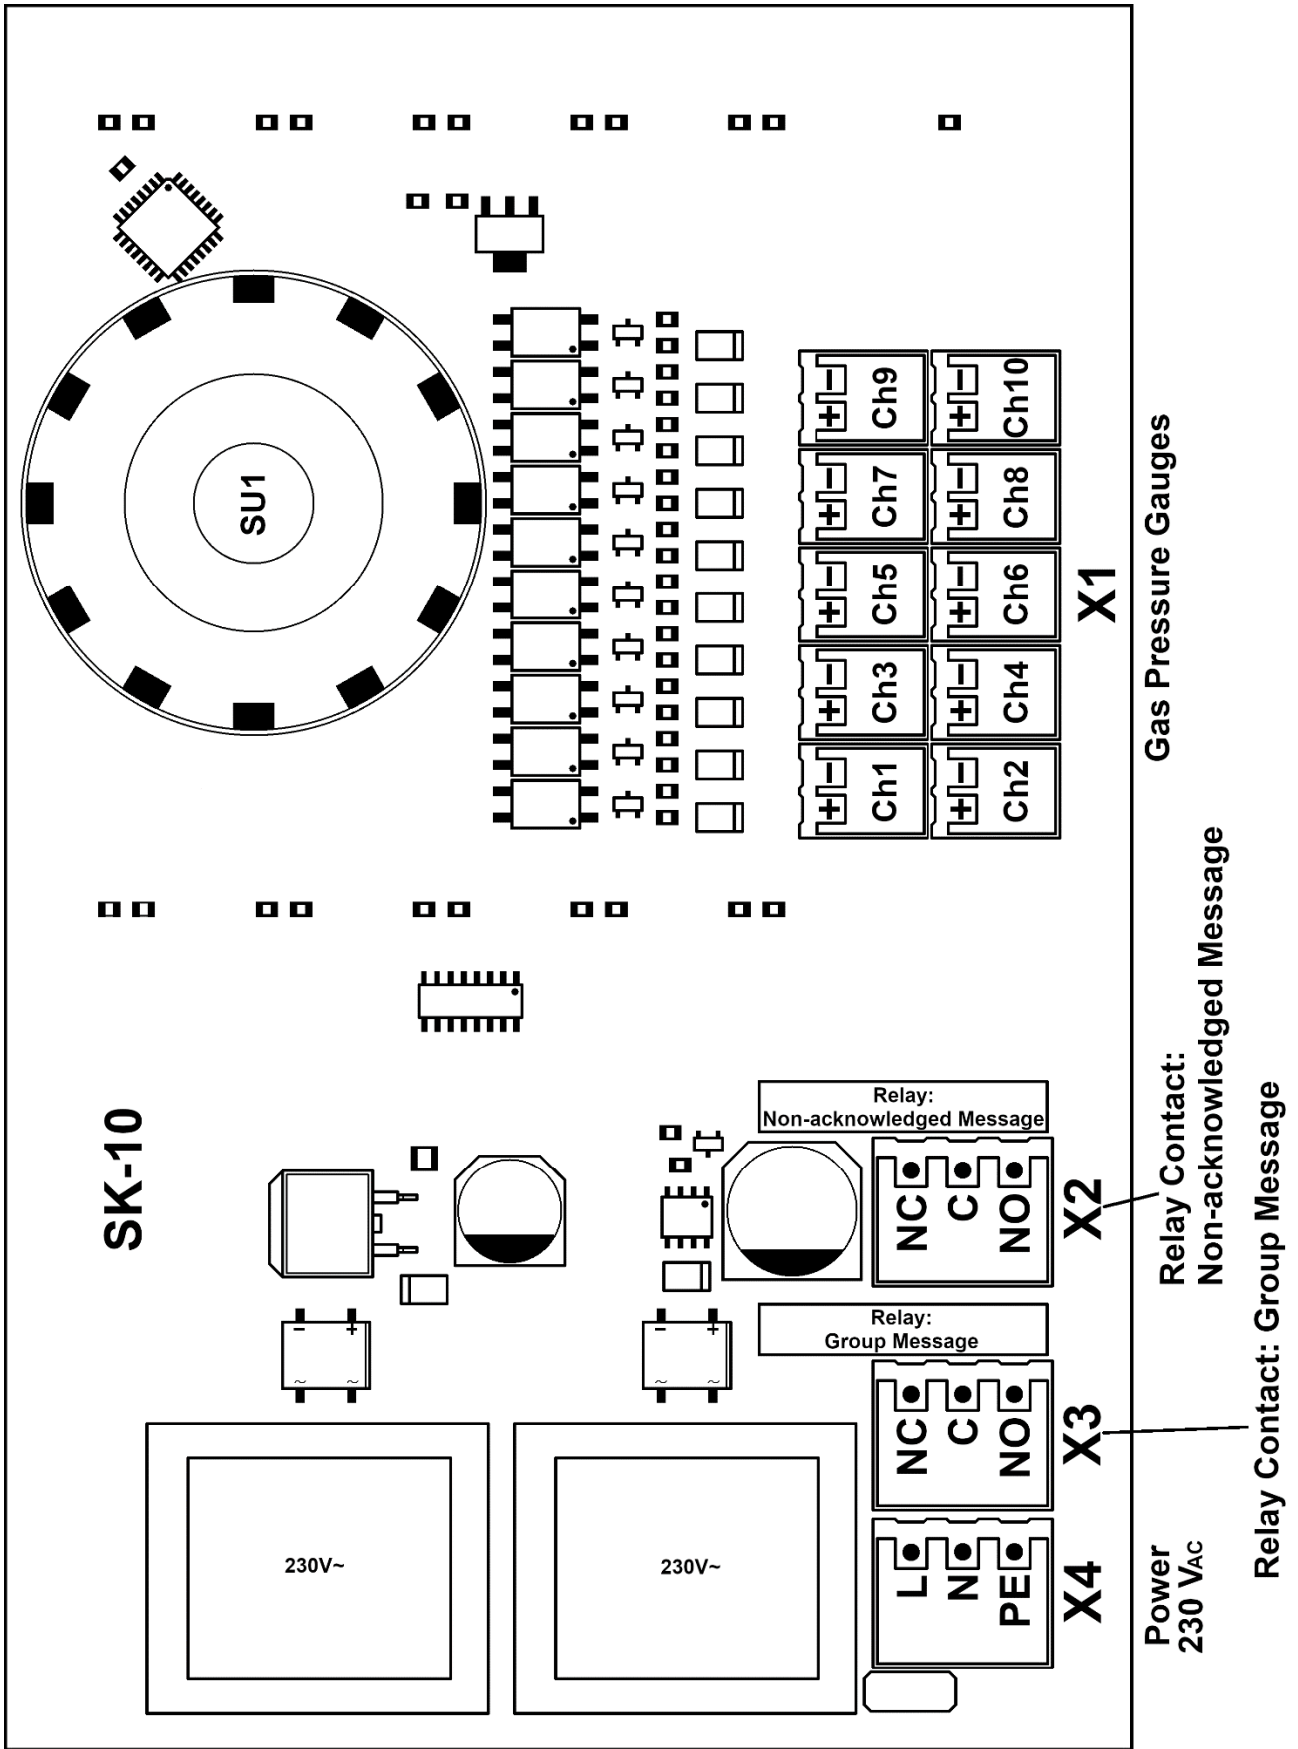 SU1
+ −
Ch9
+ −
Ch10
+ −
Ch7
+ −
Ch8
+ −
Ch5
+ −
Ch6
+ −
Ch3
+ −
Ch4
+ −
Ch1
+ −
Ch2
X1
Gas Pressure Gauges
SK-10
Relay:
Non-acknowledged Message
NC
C
NO
X2
Relay Contact:
Non-acknowledged Message
− +
~ ~
− +
~ ~
Relay:
Group Message
NC
C
NO
X3
Relay Contact: Group Message
230V~
230V~
L
N
PE
X4
Power
230 VAC